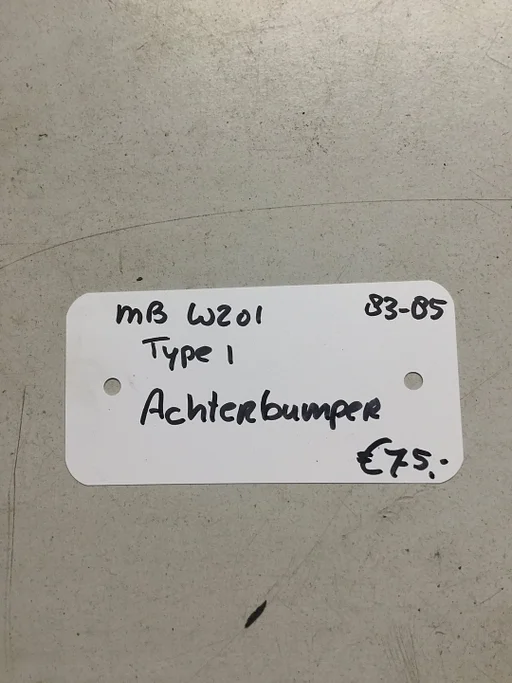 MB W201 83-85
Type 1
Achterbumper
€75,-